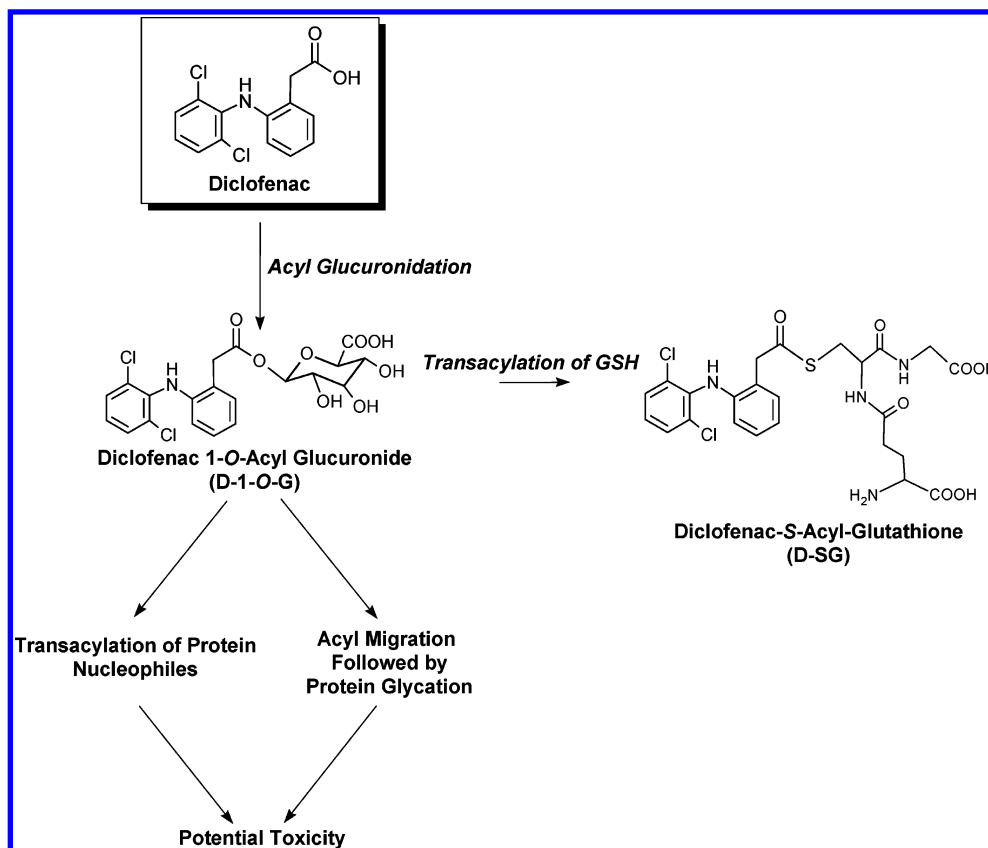 O
OH
Cl
H
N
Cl
Diclofenac
Acyl Glucuronidation
O
O
O
COOH
OH
OH
OH
Cl
H
N
Cl
Diclofenac 1-O-Acyl Glucuronide
(D-1-O-G)
Transacylation of GSH
O
S
O
N
H
COOH
HN
O
Cl
H
N
Cl
H2N
COOH
Diclofenac-S-Acyl-Glutathione
(D-SG)
Transacylation of Protein
Nucleophiles
Acyl Migration
Followed by
Protein Glycation
Potential Toxicity